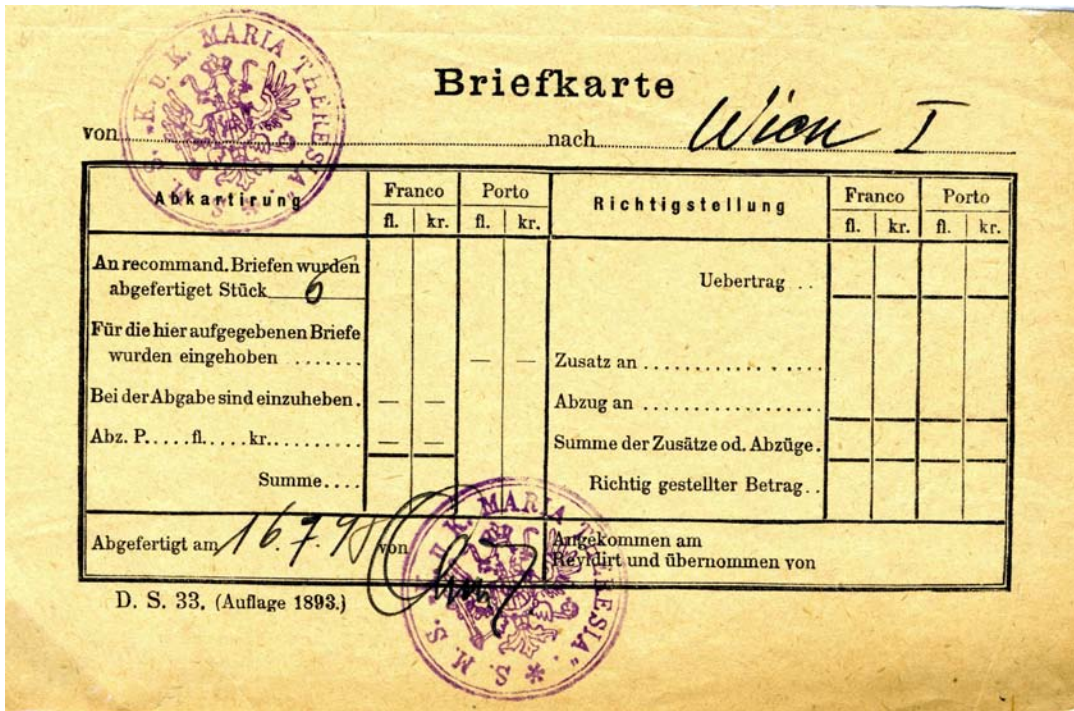 K. U. K. MARIA THERESIA" * S. M. S.
Briefkarte
von nach Wien I
Abkartirung
Franco Porto
fl. kr. fl. kr.
An recommand. Briefen wurden
abgefertiget Stück 6
Für die hier aufgegebenen Briefe
wurden eingehoben ....... — —
Bei der Abgabe sind einzuheben. — —
Abz. P.....fl.....kr.......... — —
Summe....
Richtigstellung
Franco Porto
fl. kr. fl. kr.
Uebertrag ...
Zusatz an ..................
Abzug an ..................
Summe der Zusätze od. Abzüge.
Richtig gestellter Betrag..
Abgefertigt am 16.7.98 von
Angekommen am
Revidirt und übernommen von
K. U. K. MARIA THERESIA" * S. M. S.
D. S. 33. (Auflage 1893.)